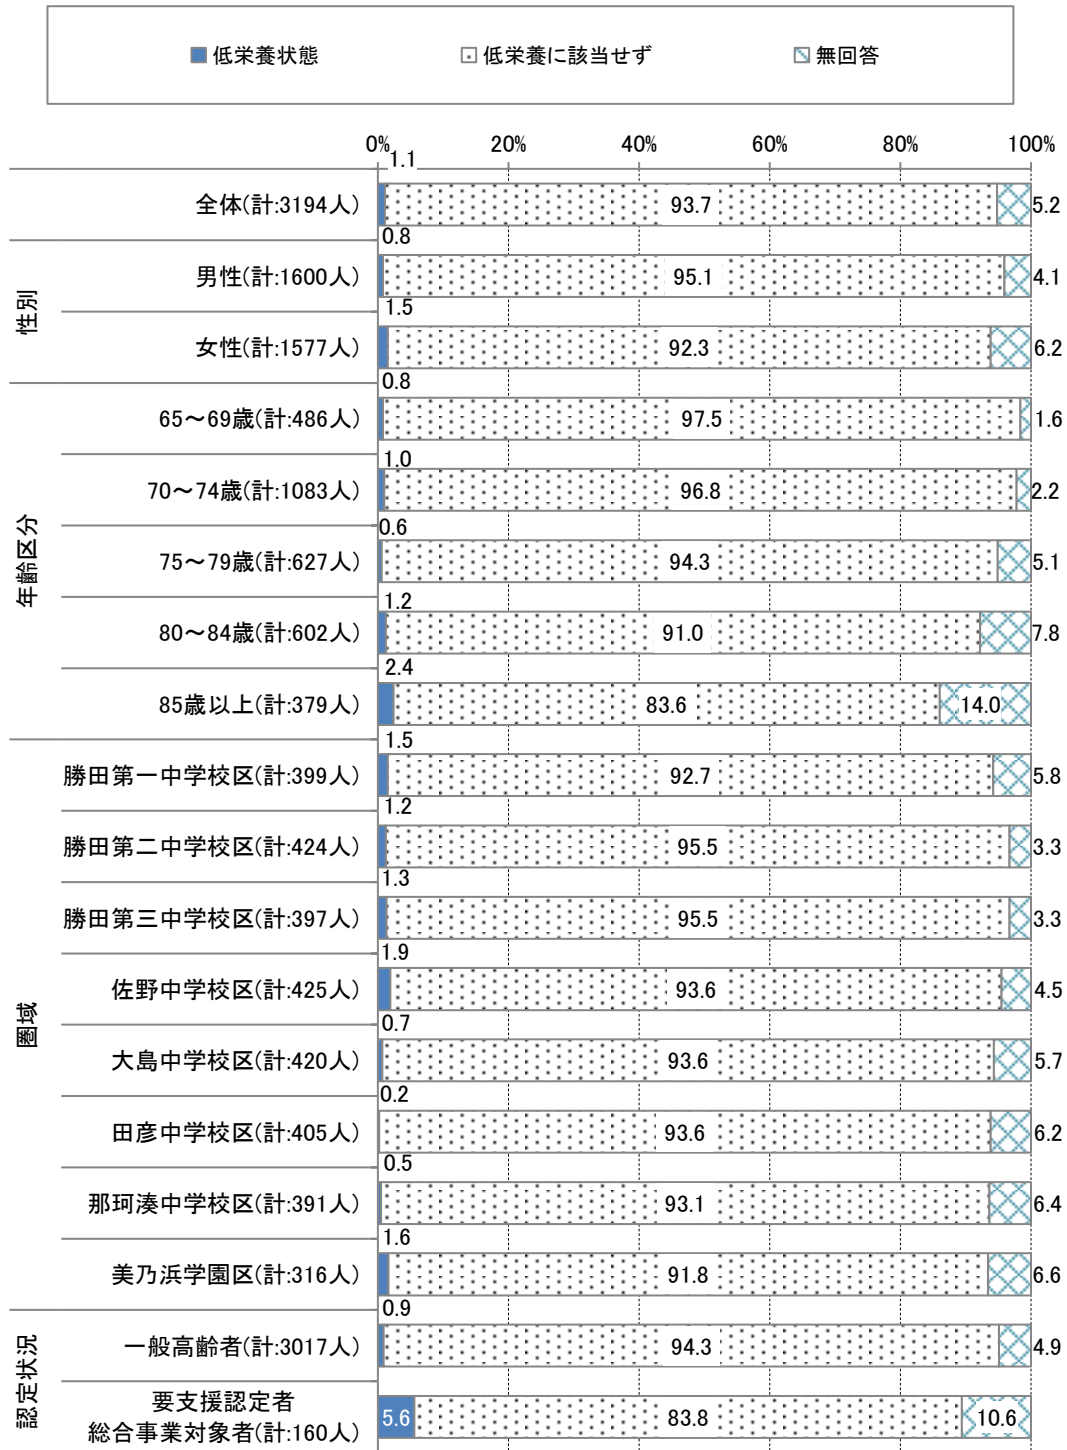 低栄養状態 低栄養に該当せず 無回答
0% 20% 40% 60% 80% 100%
1.1
全体(計:3194人) 93.7 5.2
性別
0.8
男性(計:1600人) 95.1 4.1
1.5
女性(計:1577人) 92.3 6.2
年齢区分
0.8
65～69歳(計:486人) 97.5 1.6
1.0
70～74歳(計:1083人) 96.8 2.2
0.6
75～79歳(計:627人) 94.3 5.1
1.2
80～84歳(計:602人) 91.0 7.8
2.4
85歳以上(計:379人) 83.6 14.0
圏域
1.5
勝田第一中学校区(計:399人) 92.7 5.8
1.2
勝田第二中学校区(計:424人) 95.5 3.3
1.3
勝田第三中学校区(計:397人) 95.5 3.3
1.9
佐野中学校区(計:425人) 93.6 4.5
0.7
大島中学校区(計:420人) 93.6 5.7
0.2
田彦中学校区(計:405人) 93.6 6.2
0.5
那珂湊中学校区(計:391人) 93.1 6.4
1.6
美乃浜学園区(計:316人) 91.8 6.6
認定状況
0.9
一般高齢者(計:3017人) 94.3 4.9
要支援認定者
総合事業対象者(計:160人) 5.6 83.8 10.6